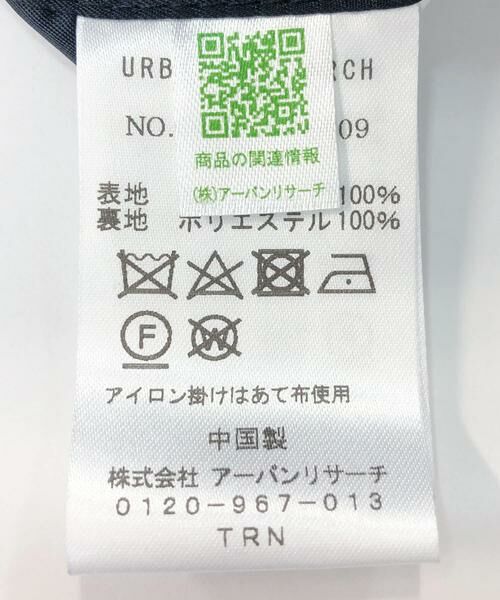 URB RCH
NO. 09
商品の関連情報
(株)アーバンリサーチ
表地 100%
裏地 ポリエステル 100%
F
W
アイロン掛けはあて布使用
中国製
株式会社 アーバンリサーチ
0120-967-013
TRN